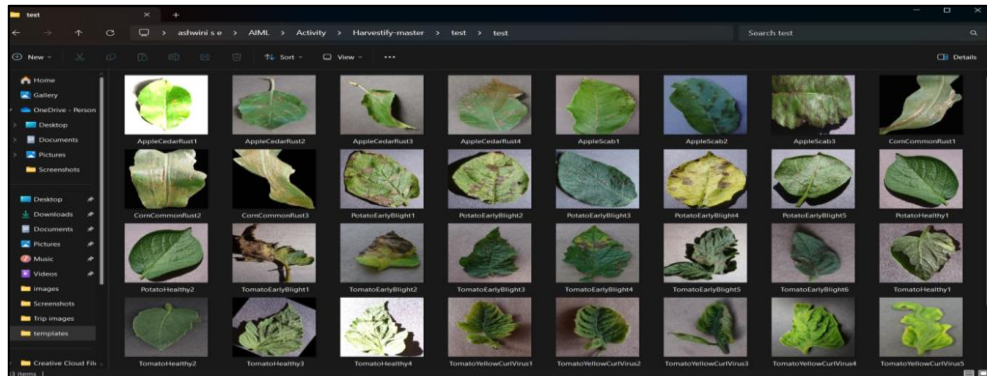 test
ashwini s e > AIML > Activity > Harvestify-master > test > test
Search test
New
Sort
View
Details
Home
Gallery
OneDrive - Person
Desktop
Documents
Pictures
Screenshots
Desktop
Downloads
Documents
Pictures
Music
Videos
images
Screenshots
Trip images
templates
Creative Cloud File
AppleCedarRust1 AppleCedarRust2 AppleCedarRust3 AppleCedarRust4 AppleScab1 AppleScab2 AppleScab3 CornCommonRust1
CornCommonRust2 CornCommonRust3 PotatoEarlyBlight1 PotatoEarlyBlight2 PotatoEarlyBlight3 PotatoEarlyBlight4 PotatoEarlyBlight5 PotatoHealthy1
PotatoHealthy2 TomatoEarlyBlight1 TomatoEarlyBlight2 TomatoEarlyBlight3 TomatoEarlyBlight4 TomatoEarlyBlight5 TomatoEarlyBlight6 TomatoHealthy1
TomatoHealthy2 TomatoHealthy3 TomatoHealthy4 TomatoYellowCurlVirus1 TomatoYellowCurlVirus2 TomatoYellowCurlVirus3 TomatoYellowCurlVirus4 TomatoYellowCurlVirus5
items